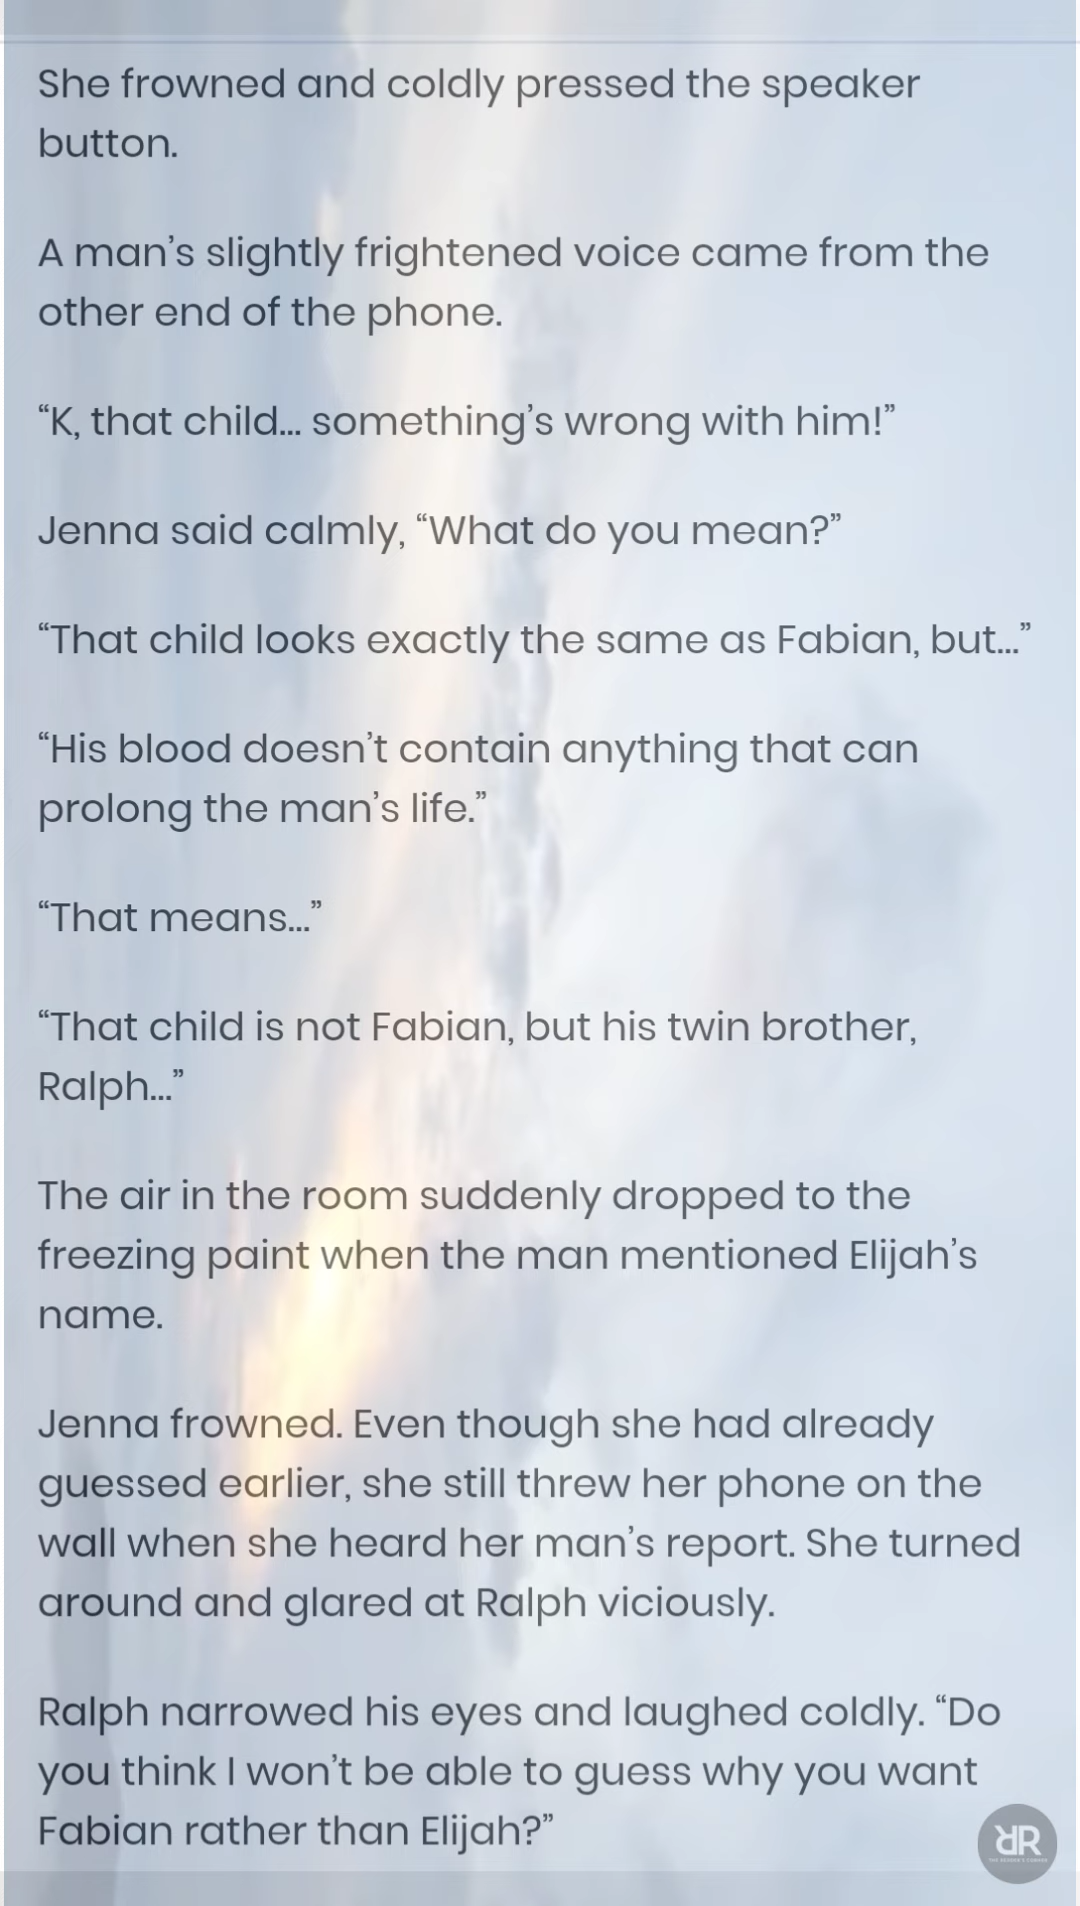 She frowned and coldly pressed the speaker
button.
A man’s slightly frightened voice came from the
other end of the phone.
“K, that child... something’s wrong with him!”
Jenna said calmly, “What do you mean?”
“That child looks exactly the same as Fabian, but...”
“His blood doesn’t contain anything that can
prolong the man’s life.”
“That means...”
“That child is not Fabian, but his twin brother,
Ralph...”
The air in the room suddenly dropped to the
freezing paint when the man mentioned Elijah’s
name.
Jenna frowned. Even though she had already
guessed earlier, she still threw her phone on the
wall when she heard her man’s report. She turned
around and glared at Ralph viciously.
Ralph narrowed his eyes and laughed coldly. “Do
you think I won’t be able to guess why you want
Fabian rather than Elijah?”